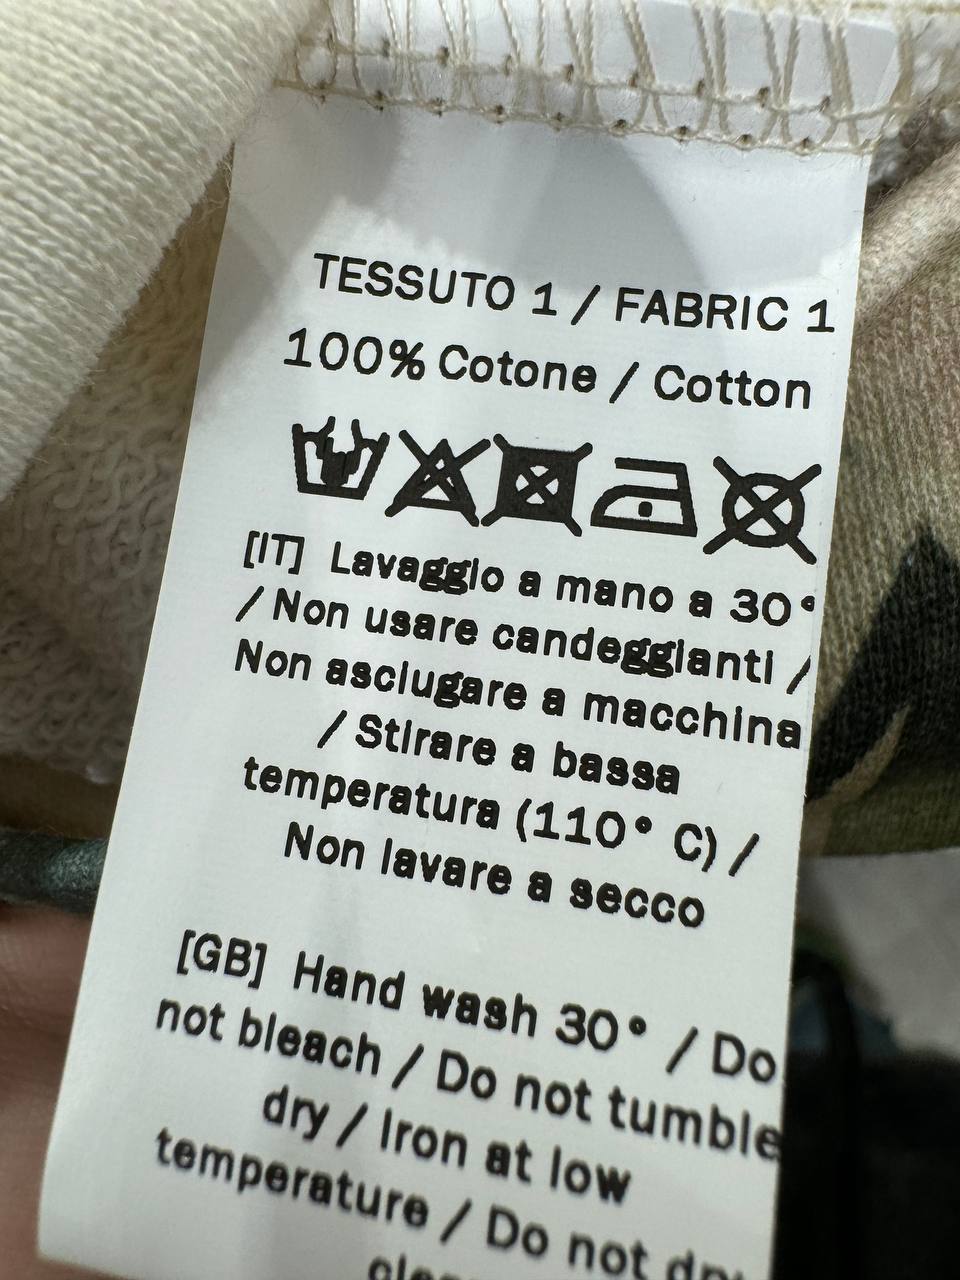 TESSUTO 1 / FABRIC 1
100% Cotone / Cotton
[IT] Lavaggio a mano a 30°
/ Non usare candeggianti /
Non asciugare a macchina
/ Stirare a bassa
temperatura (110° C) /
Non lavare a secco
[GB] Hand wash 30° / Do
not bleach / Do not tumble
dry / Iron at low
temperature / Do not dry